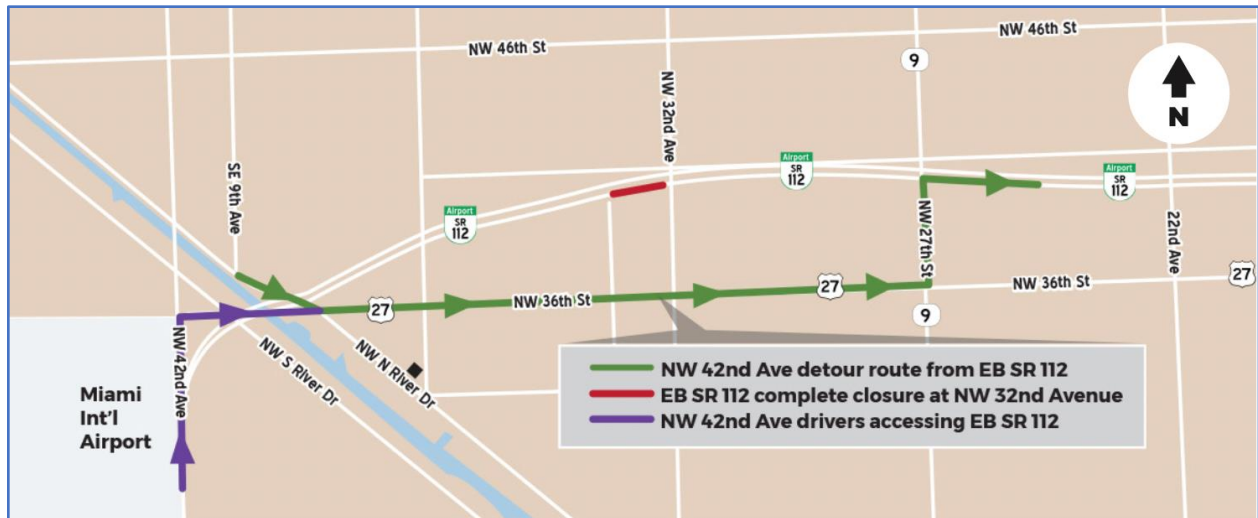 NW 46th St
NW 46th St
9
N
NW 32nd Ave
SE 9th Ave
Airport
SR
112
Airport
SR
112
Airport
SR
112
NW 27th St
22nd Ave
27
NW 36th St
27
NW 36th St
27
9
NW 42nd Ave
NW S River Dr
NW N River Dr
Miami
Int'l
Airport
NW 42nd Ave detour route from EB SR 112
EB SR 112 complete closure at NW 32nd Avenue
NW 42nd Ave drivers accessing EB SR 112